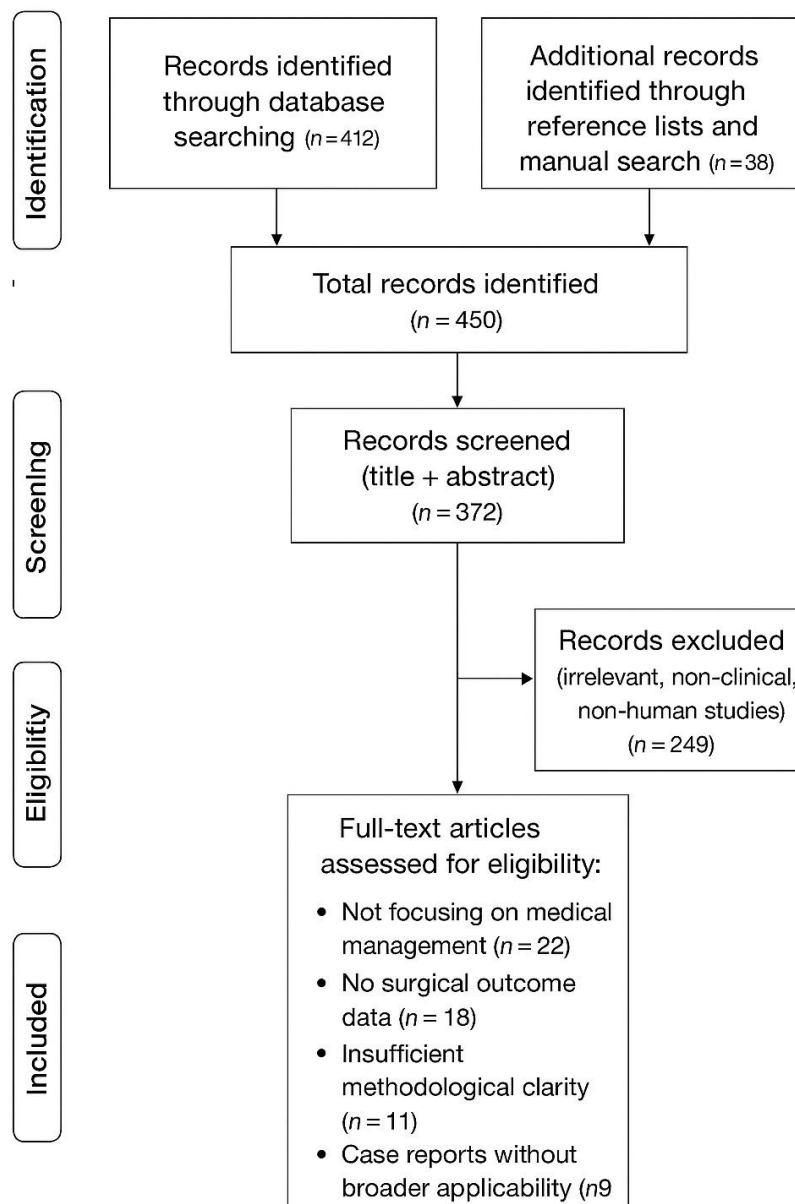 Identification
Records identified
through database
searching (n=412)
Additional records
identified through
reference lists and
manual search (n=38)
Total records identified
(n = 450)
Screening
Records screened
(title + abstract)
(n = 372)
Records excluded
(irrelevant, non-clinical,
non-human studies)
(n = 249)
Erigiblitiy
Full-text articles
assessed for eligibility:
• Not focusing on medical
management (n = 22)
• No surgical outcome
data (n = 18)
• Insufficient
methodological clarity
(n = 11)
• Case reports without
broader applicability (n9
Included